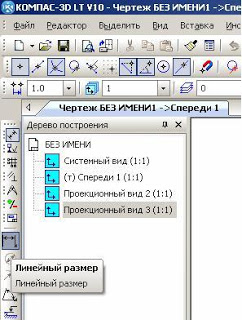 КОМПАС-3D LT V10 - Чертеж БЕЗ ИМЕНИ1 ->Спереди
Файл Редактор Выделить Вид Вставка
1.0 1 0
Чертеж БЕЗ ИМЕНИ1 ->Спереди 1
Дерево построения
БЕЗ ИМЕНИ
Системный вид (1:1)
(т) Спереди 1 (1:1)
Проекционный вид 2 (1:1)
Проекционный вид 3 (1:1)
Линейный размер
Линейный размер